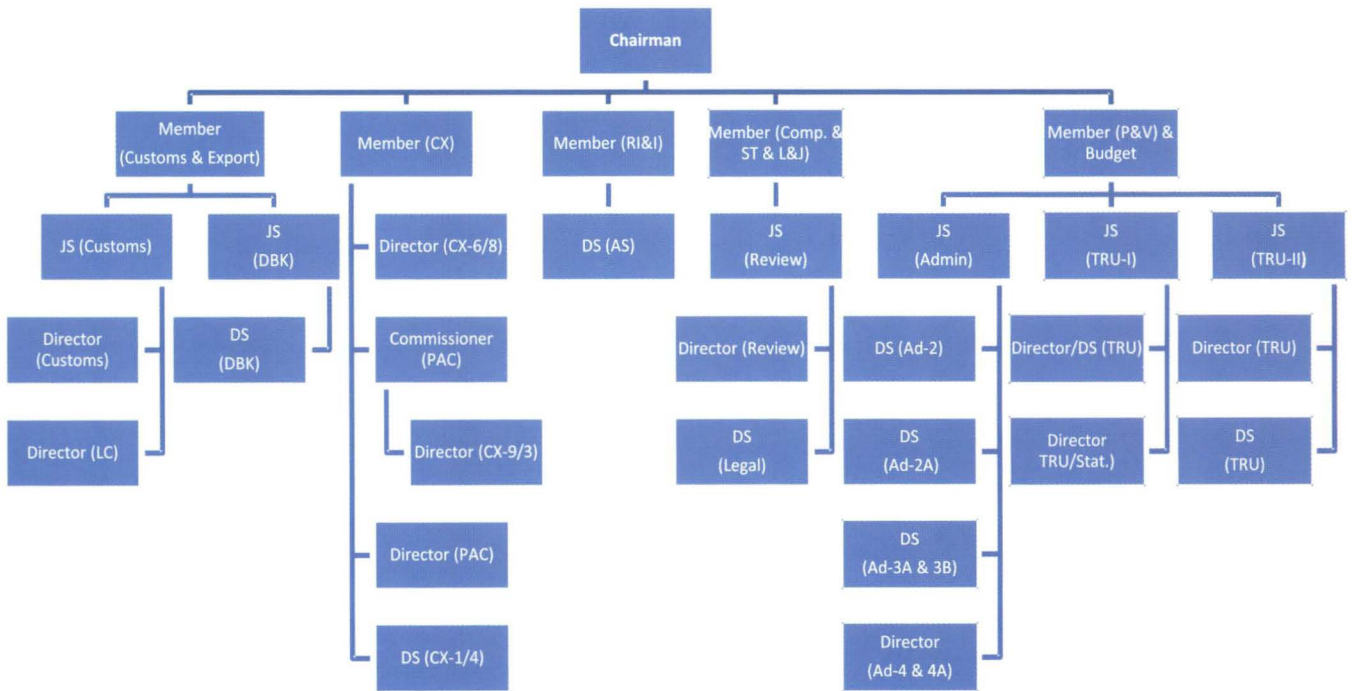 Chairman
Member
(Customs & Export)
Member (CX)
Member (RI&I)
Member (Comp. &
ST & L&J)
Member (P&V) &
Budget
JS (Customs)
JS
(DBK)
Director (CX-6/8)
DS (AS)
JS
(Review)
JS
(Admin)
JS
(TRU-I)
JS
(TRU-II)
Director
(Customs)
DS
(DBK)
Commissioner
(PAC)
Director (Review)
DS (Ad-2)
Director/DS (TRU)
Director (TRU)
Director (LC)
Director (CX-9/3)
DS
(Legal)
DS
(Ad-2A)
Director
TRU/Stat.)
DS
(TRU)
Director (PAC)
DS
(Ad-3A & 3B)
DS (CX-1/4)
Director
(Ad-4 & 4A)